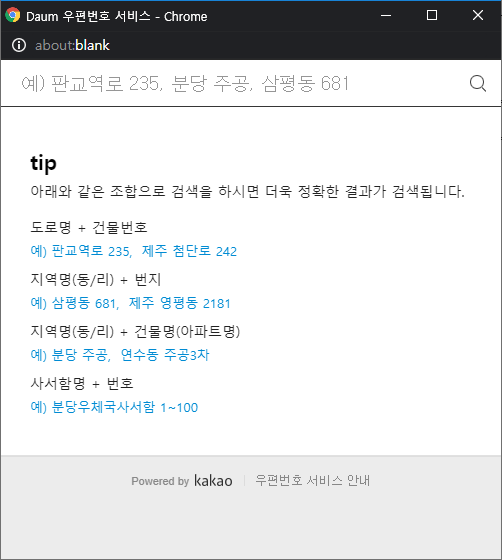 Daum 우편번호 서비스 - Chrome
about:blank
예) 판교역로 235, 분당 주공, 삼평동 681
tip
아래와 같은 조합으로 검색을 하시면 더욱 정확한 결과가 검색됩니다.
도로명 + 건물번호
예) 판교역로 235, 제주 첨단로 242
지역명(동/리) + 번지
예) 삼평동 681, 제주 영평동 2181
지역명(동/리) + 건물명(아파트명)
예) 분당 주공, 연수동 주공3차
사서함명 + 번호
예) 분당우체국사서함 1~100
Powered by kakao 우편번호 서비스 안내